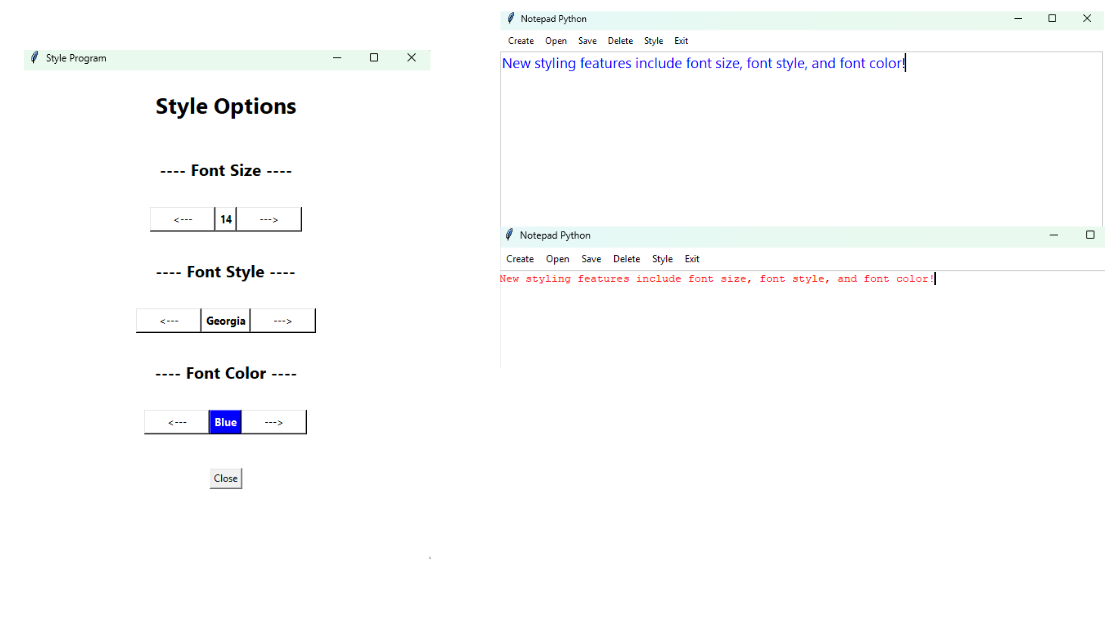 Style Program
Style Options
---- Font Size ----
<--- 14 --->
---- Font Style ----
<--- Georgia --->
---- Font Color ----
<--- Blue --->
Close
Notepad Python
Create Open Save Delete Style Exit
New styling features include font size, font style, and font color!
Notepad Python
Create Open Save Delete Style Exit
New styling features include font size, font style, and font color!